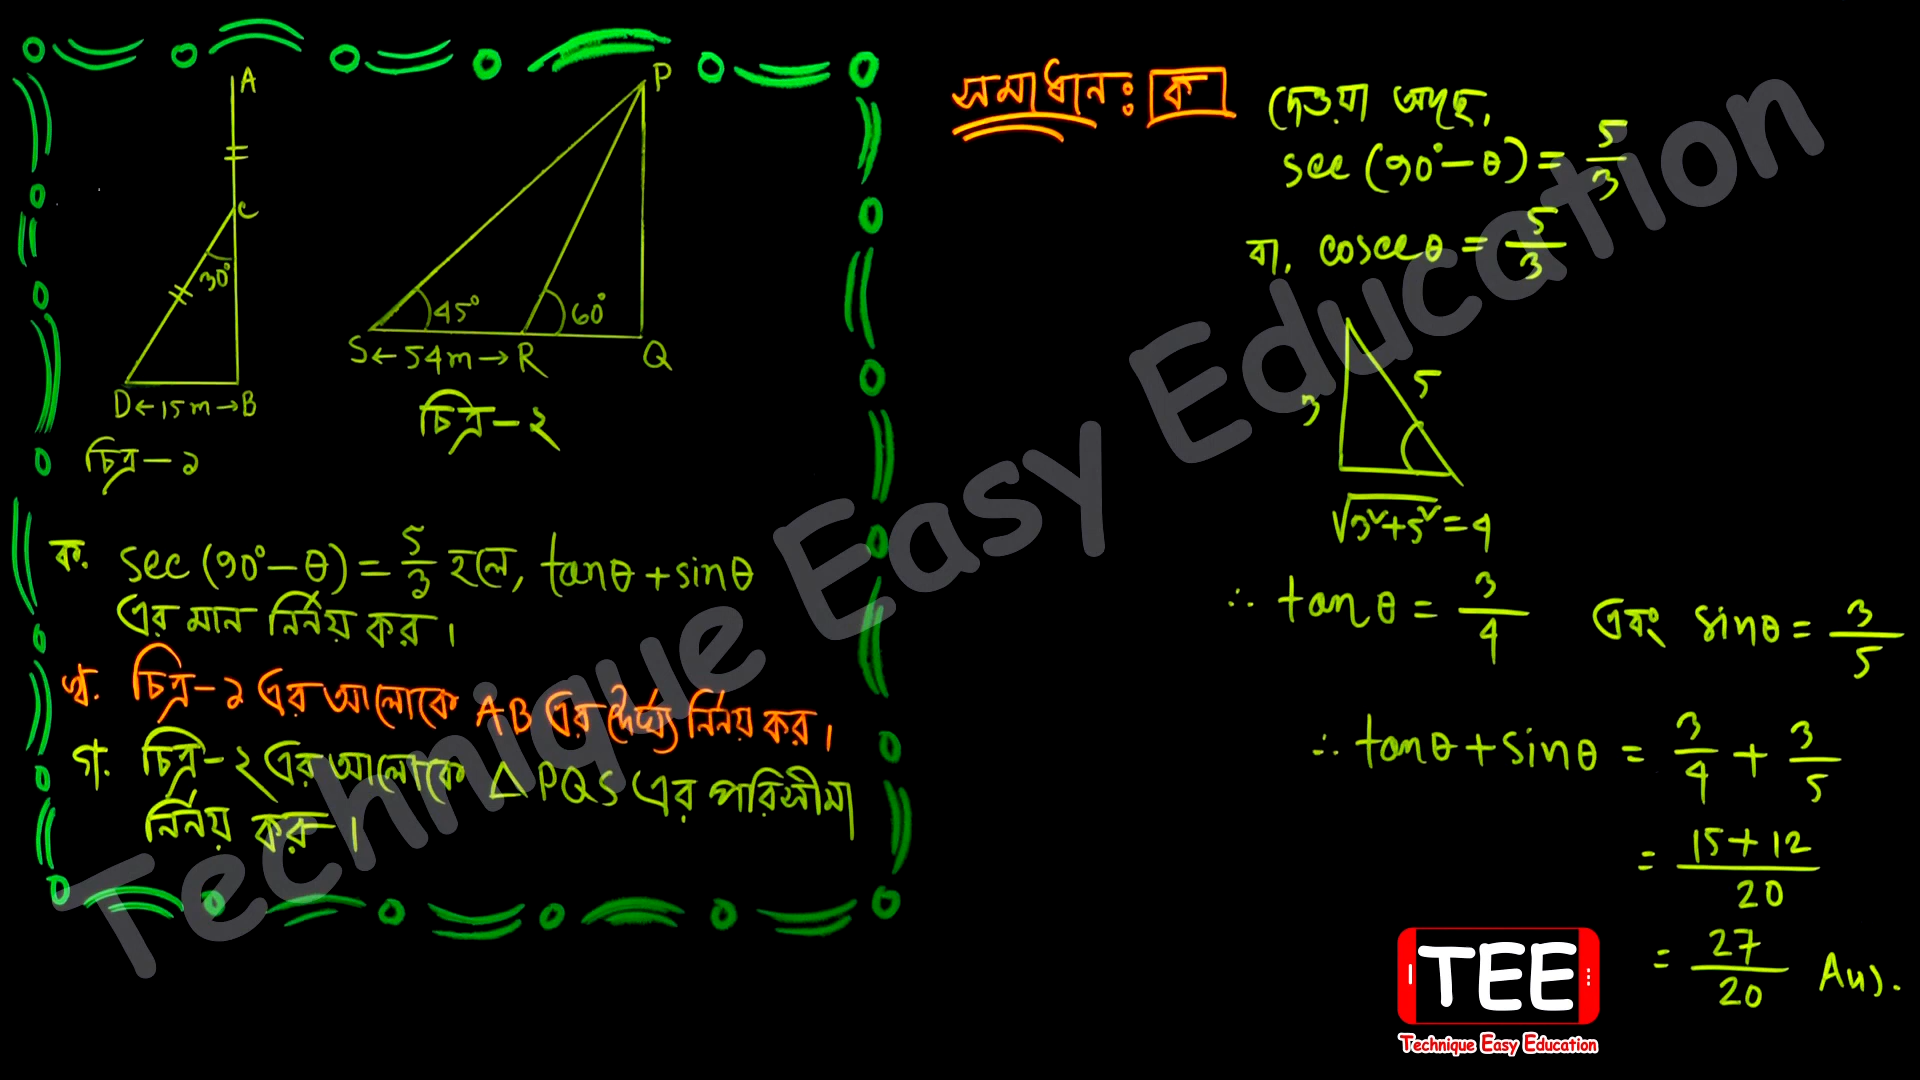 A
C
30°
D ← 15m → B
চিত্র-১
P
45°
60°
S ← 54m → R
Q
চিত্র-২
ক. sec (90° - θ) = 5/3 হলে, tanθ + sinθ
এর মান নির্নয় কর।
খ. চিত্র-১ এর আলোকে AB এর দৈর্ঘ্য নির্নয় কর।
গ. চিত্র-২ এর আলোকে △ PQS এর পরিসীমা
নির্নয় কর।
সমাধান: ক
দেওয়া আছে,
sec (90° - θ) = 5/3
বা, cosecθ = 5/3
3
5
√3²+5² = 4
∴ tanθ = 3/4 এবং sinθ = 3/5
∴ tanθ + sinθ = 3/4 + 3/5
= 15+12/20
= 27/20 Ans.
Technique Easy Education
TEE
Technique Easy Education